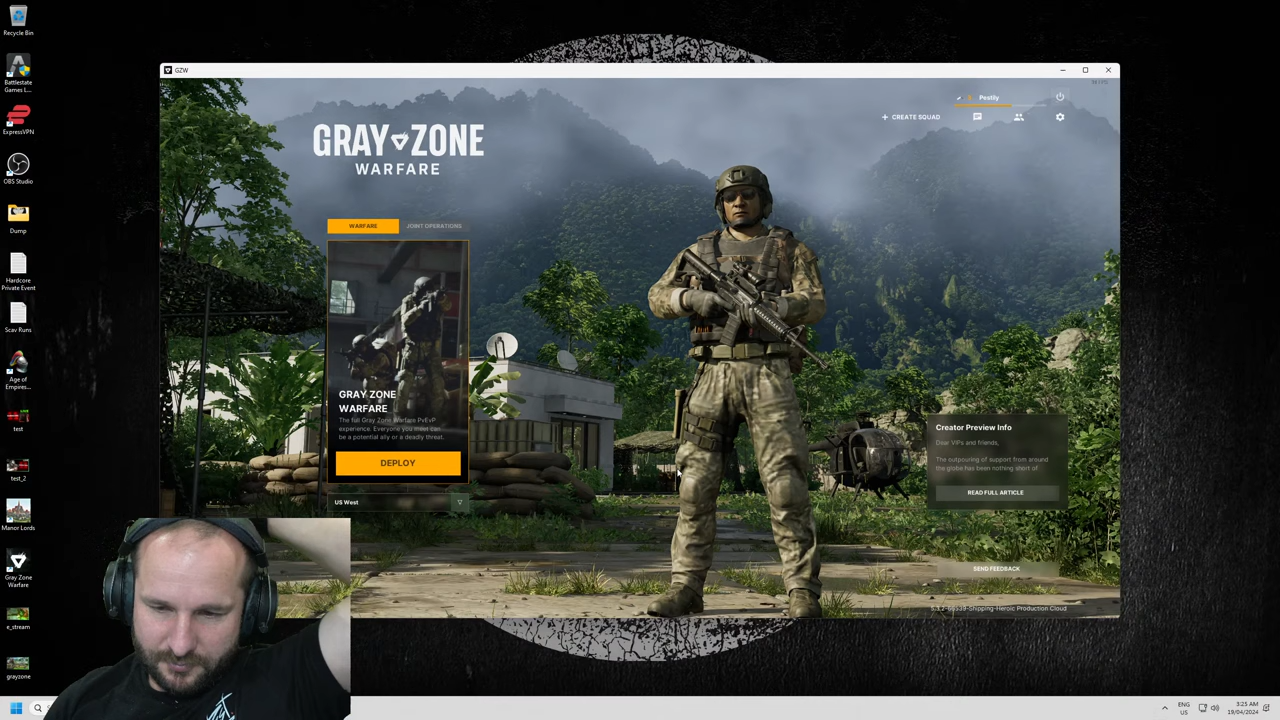 Recycle Bin
Battlestate
Games L...
ExpressVPN
OBS Studio
Dump
Hardcore
Private Event
Scav Runs
Age of
Empires...
test
test_2
Manor Lords
Gray Zone
Warfare
e_stream
grayzone
GZW
GRAY ZONE
WARFARE
Pestily
+ CREATE SQUAD
WARFARE
JOINT OPERATIONS
GRAY ZONE
WARFARE
The full Gray Zone Warfare PvEvP
experience. Everyone you meet can
be a potential ally or a deadly threat.
DEPLOY
US West
Creator Preview Info
Dear VIPs and friends,
The outpouring of support from around
the globe has been nothing short of
READ FULL ARTICLE
SEND FEEDBACK
ENG
US
3:25 AM
19/04/2024